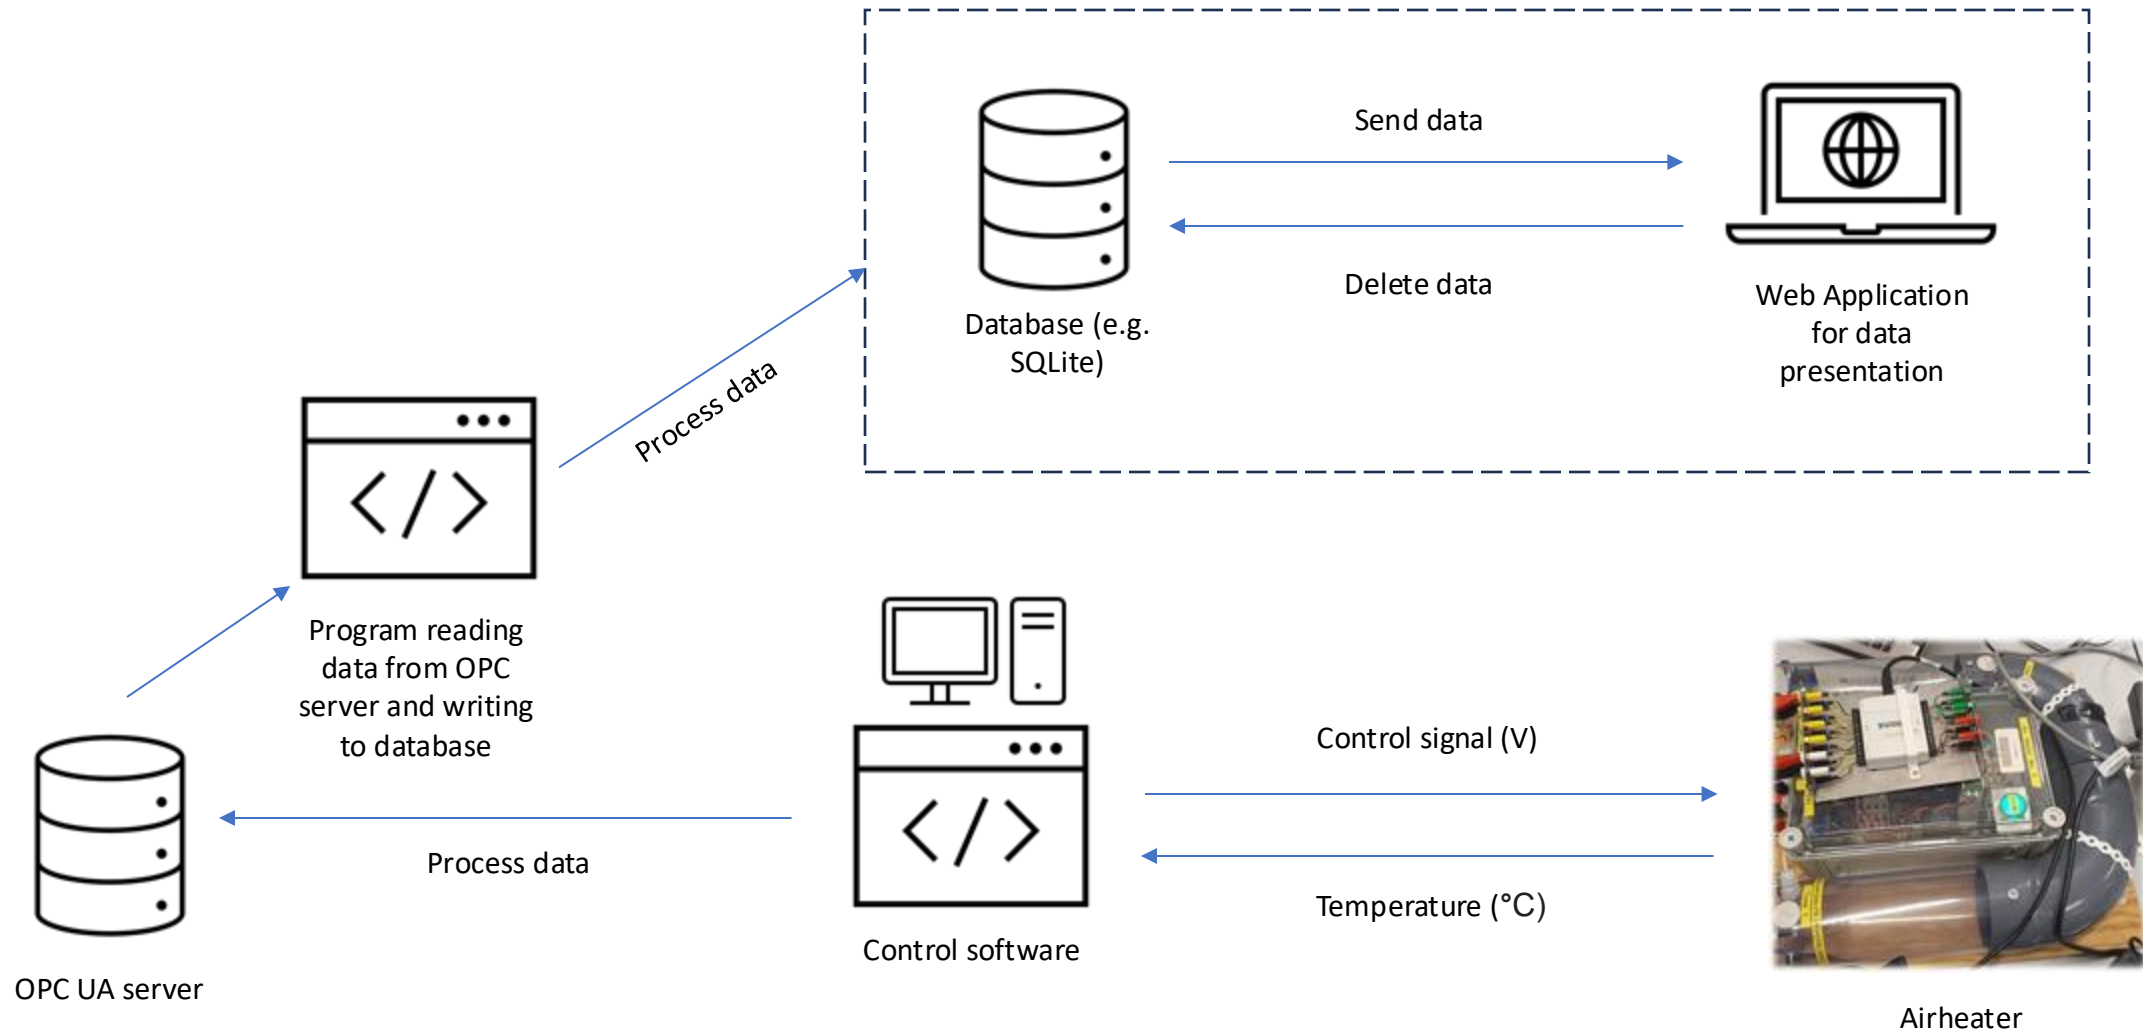 Send data
Delete data
Database (e.g.
SQLite)
Web Application
for data
presentation
Process data
Program reading
data from OPC
server and writing
to database
Control signal (V)
Process data
Temperature (°C)
Control software
OPC UA server
Airheater